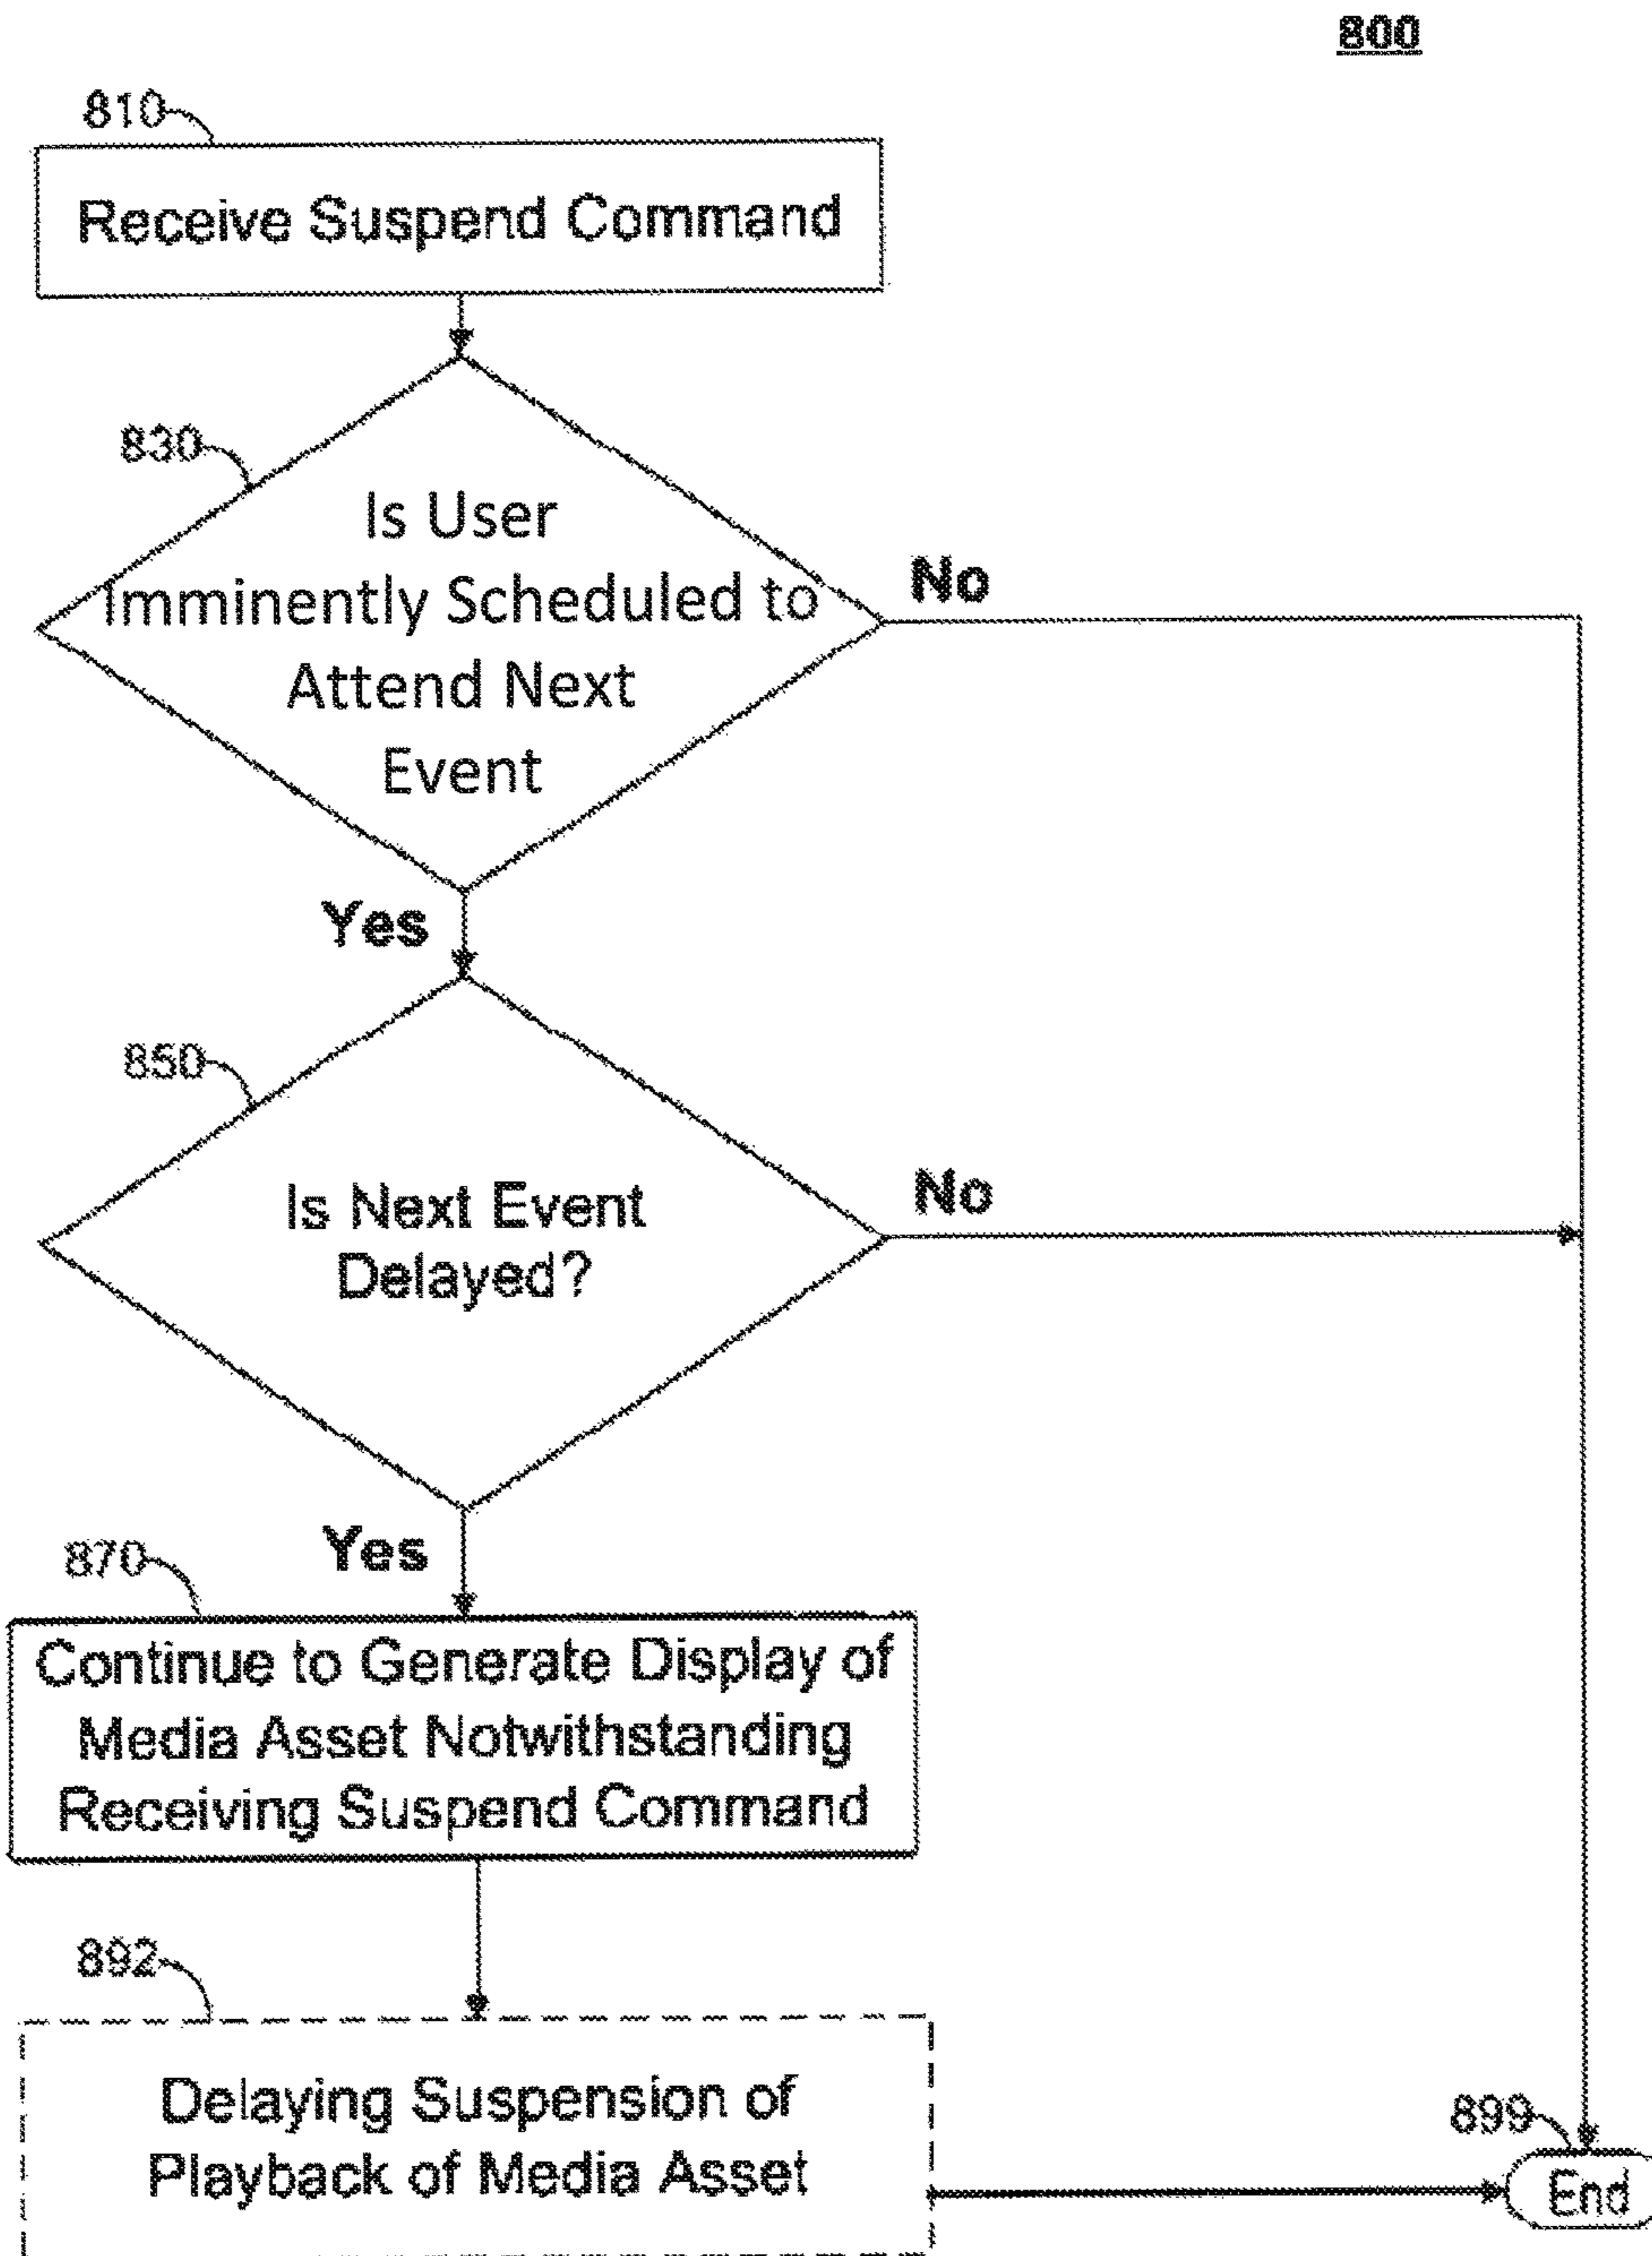 800
810
Receive Suspend Command
830
Is User
Imminently Scheduled to
Attend Next
Event
No
Yes
850
Is Next Event
Delayed?
No
Yes
870
Continue to Generate Display of
Media Asset Notwithstanding
Receiving Suspend Command
892
Delaying Suspension of
Playback of Media Asset
899
End